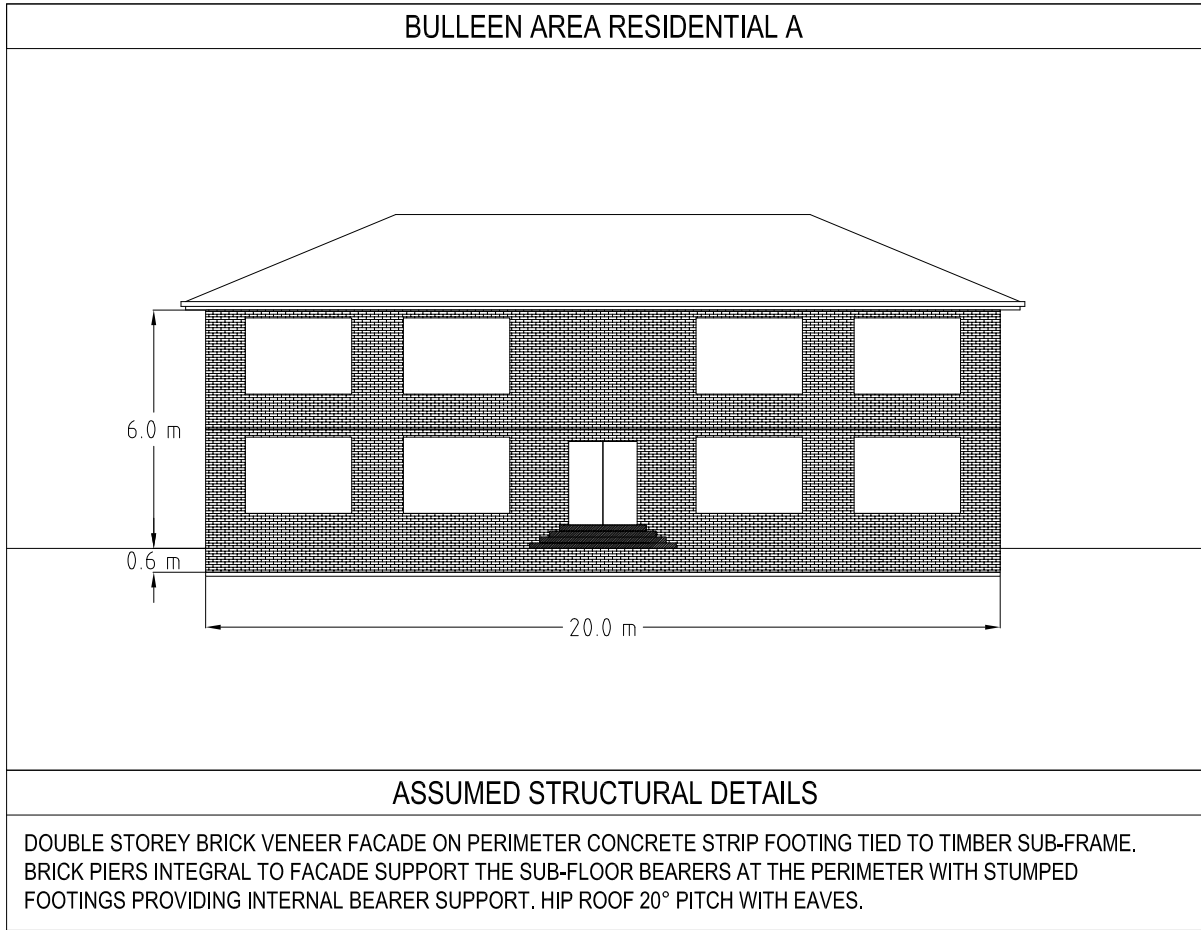 BULLEEN AREA RESIDENTIAL A
6.0 m
0.6 m
20.0 m
ASSUMED STRUCTURAL DETAILS
DOUBLE STOREY BRICK VENEER FACADE ON PERIMETER CONCRETE STRIP FOOTING TIED TO TIMBER SUB-FRAME.
BRICK PIERS INTEGRAL TO FACADE SUPPORT THE SUB-FLOOR BEARERS AT THE PERIMETER WITH STUMPED
FOOTINGS PROVIDING INTERNAL BEARER SUPPORT. HIP ROOF 20° PITCH WITH EAVES.